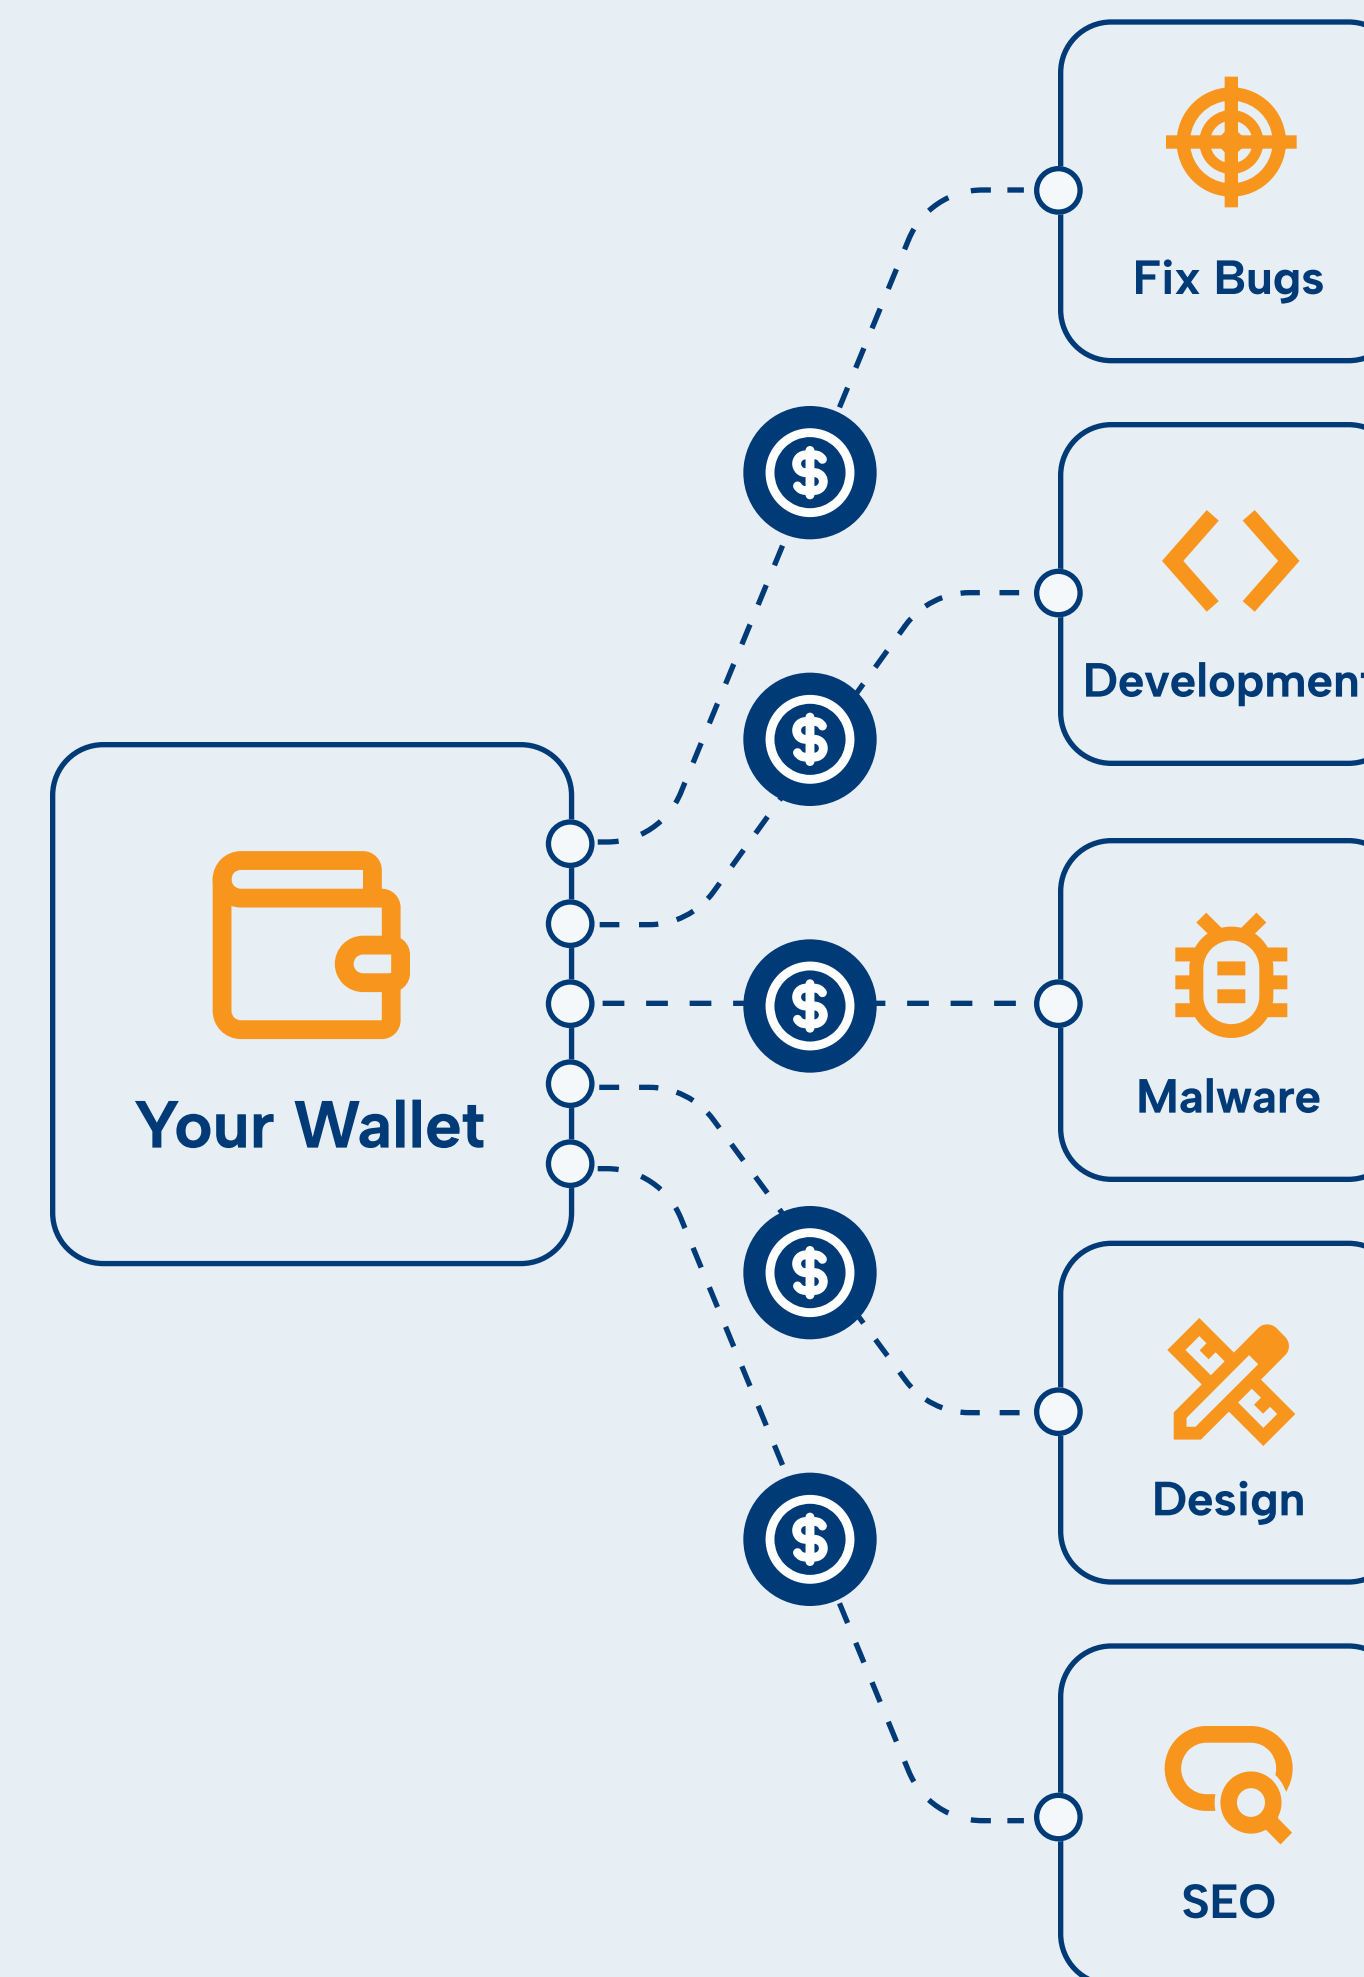 Fix Bugs
$
Development
$
Your Wallet
$
Malware
$
Design
$
SEO